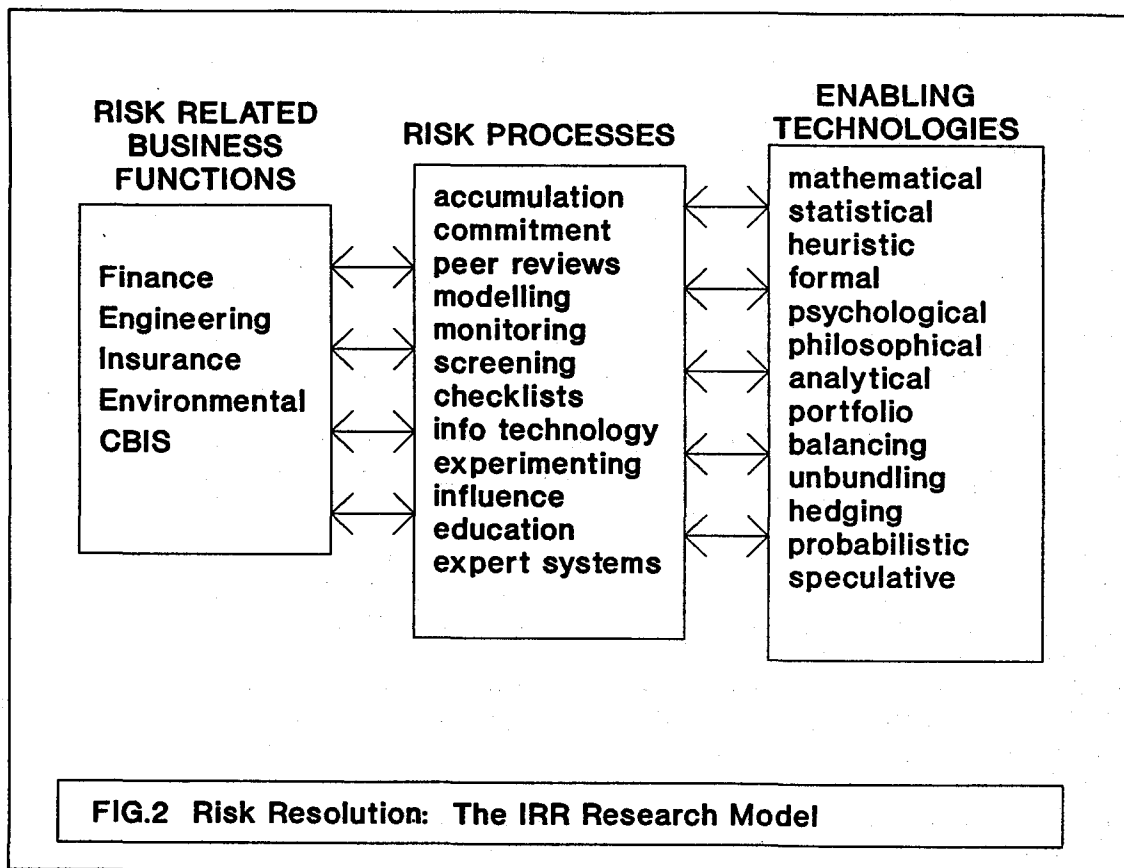 RISK RELATED
BUSINESS
FUNCTIONS
Finance
Engineering
Insurance
Environmental
CBIS
RISK PROCESSES
accumulation
commitment
peer reviews
modelling
monitoring
screening
checklists
info technology
experimenting
influence
education
expert systems
ENABLING
TECHNOLOGIES
mathematical
statistical
heuristic
formal
psychological
philosophical
analytical
portfolio
balancing
unbundling
hedging
probabilistic
speculative
FIG.2 Risk Resolution: The IRR Research Model